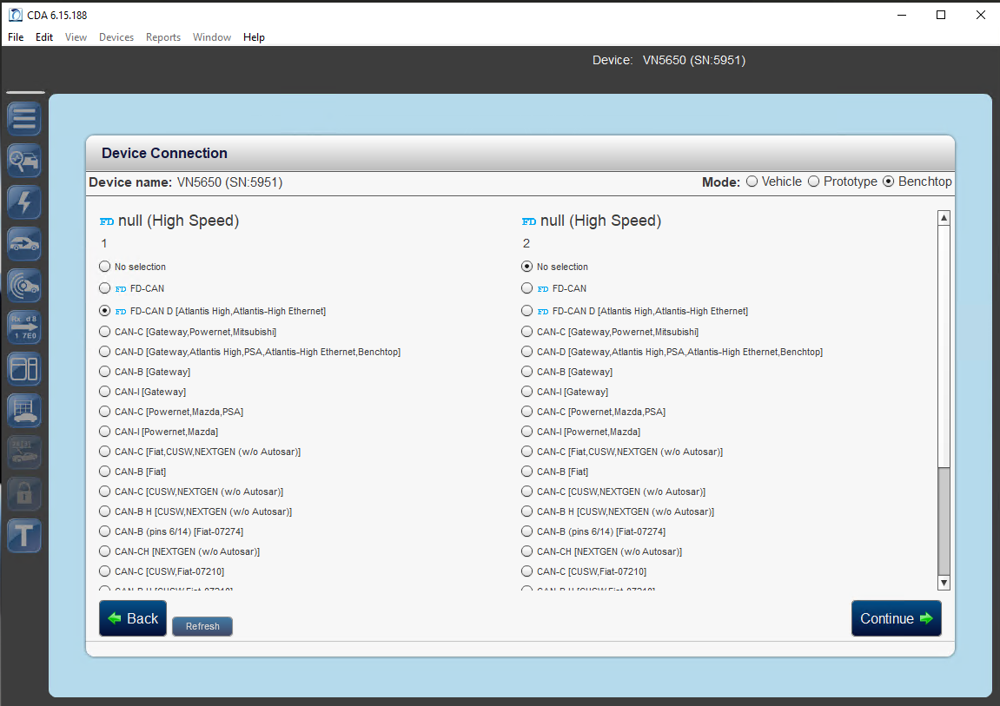 CDA 6.15.188
File Edit View Devices Reports Window Help
Device: VN5650 (SN:5951)
Device Connection
Device name: VN5650 (SN:5951)
Mode: Vehicle Prototype Benchtop
FD null (High Speed)
1
No selection
FD FD-CAN
FD FD-CAN D [Atlantis High,Atlantis-High Ethernet]
CAN-C [Gateway,Powernet,Mitsubishi]
CAN-D [Gateway,Atlantis High,PSA,Atlantis-High Ethernet,Benchtop]
CAN-B [Gateway]
CAN-I [Gateway]
CAN-C [Powernet,Mazda,PSA]
CAN-I [Powernet,Mazda]
CAN-C [Fiat,CUSW,NEXTGEN (w/o Autosar)]
CAN-B [Fiat]
CAN-C [CUSW,NEXTGEN (w/o Autosar)]
CAN-B H [CUSW,NEXTGEN (w/o Autosar)]
CAN-B (pins 6/14) [Fiat-07274]
CAN-CH [NEXTGEN (w/o Autosar)]
CAN-C [CUSW,Fiat-07210]
CAN-B H [CUSW,Fiat-07210]
FD null (High Speed)
2
No selection
FD FD-CAN
FD FD-CAN D [Atlantis High,Atlantis-High Ethernet]
CAN-C [Gateway,Powernet,Mitsubishi]
CAN-D [Gateway,Atlantis High,PSA,Atlantis-High Ethernet,Benchtop]
CAN-B [Gateway]
CAN-I [Gateway]
CAN-C [Powernet,Mazda,PSA]
CAN-I [Powernet,Mazda]
CAN-C [Fiat,CUSW,NEXTGEN (w/o Autosar)]
CAN-B [Fiat]
CAN-C [CUSW,NEXTGEN (w/o Autosar)]
CAN-B H [CUSW,NEXTGEN (w/o Autosar)]
CAN-B (pins 6/14) [Fiat-07274]
CAN-CH [NEXTGEN (w/o Autosar)]
CAN-C [CUSW,Fiat-07210]
CAN-B H [CUSW,Fiat-07210]
Back
Refresh
Continue
Rx d8
1 7E0
T